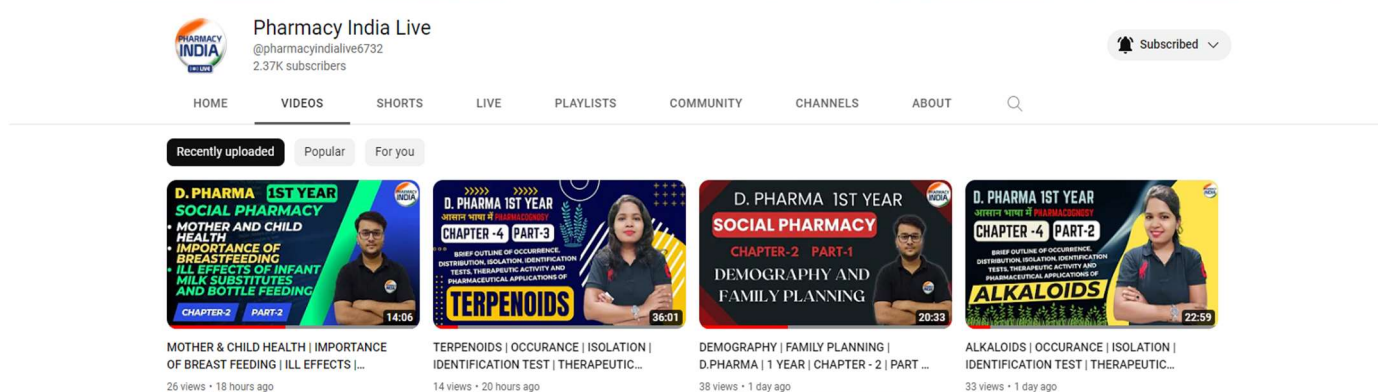 PHARMACY
INDIA
LIVE
Pharmacy India Live
@pharmacyindialive6732
2.37K subscribers
Subscribed
HOME VIDEOS SHORTS LIVE PLAYLISTS COMMUNITY CHANNELS ABOUT
Recently uploaded Popular For you
D. PHARMA 1ST YEAR
SOCIAL PHARMACY
• MOTHER AND CHILD
HEALTH
• IMPORTANCE OF
BREASTFEEDING
• ILL EFFECTS OF INFANT
MILK SUBSTITUTES
AND BOTTLE FEEDING
CHAPTER-2 PART-2
PHARMACY
INDIA
14:06
MOTHER & CHILD HEALTH | IMPORTANCE
OF BREAST FEEDING | ILL EFFECTS |...
26 views • 18 hours ago
D. PHARMA 1ST YEAR
आसान भाषा में PHARMACOGNOSY
CHAPTER -4 PART-3
BRIEF OUTLINE OF OCCURRENCE,
DISTRIBUTION, ISOLATION, IDENTIFICATION
TESTS, THERAPEUTIC ACTIVITY AND
PHARMACEUTICAL APPLICATIONS OF
TERPENOIDS
36:01
TERPENOIDS | OCCURANCE | ISOLATION |
IDENTIFICATION TEST | THERAPEUTIC...
14 views • 20 hours ago
D. PHARMA 1ST YEAR
SOCIAL PHARMACY
CHAPTER-2 PART-1
DEMOGRAPHY AND
FAMILY PLANNING
PHARMACY
INDIA
20:33
DEMOGRAPHY | FAMILY PLANNING |
D.PHARMA | 1 YEAR | CHAPTER - 2 | PART ...
38 views • 1 day ago
D. PHARMA 1ST YEAR
आसान भाषा में PHARMACOGNOSY
CHAPTER -4 PART-2
BRIEF OUTLINE OF OCCURRENCE,
DISTRIBUTION, ISOLATION, IDENTIFICATION
TESTS, THERAPEUTIC ACTIVITY AND
PHARMACEUTICAL APPLICATIONS OF
ALKALOIDS
22:59
ALKALOIDS | OCCURANCE | ISOLATION |
IDENTIFICATION TEST | THERAPEUTIC...
33 views • 1 day ago